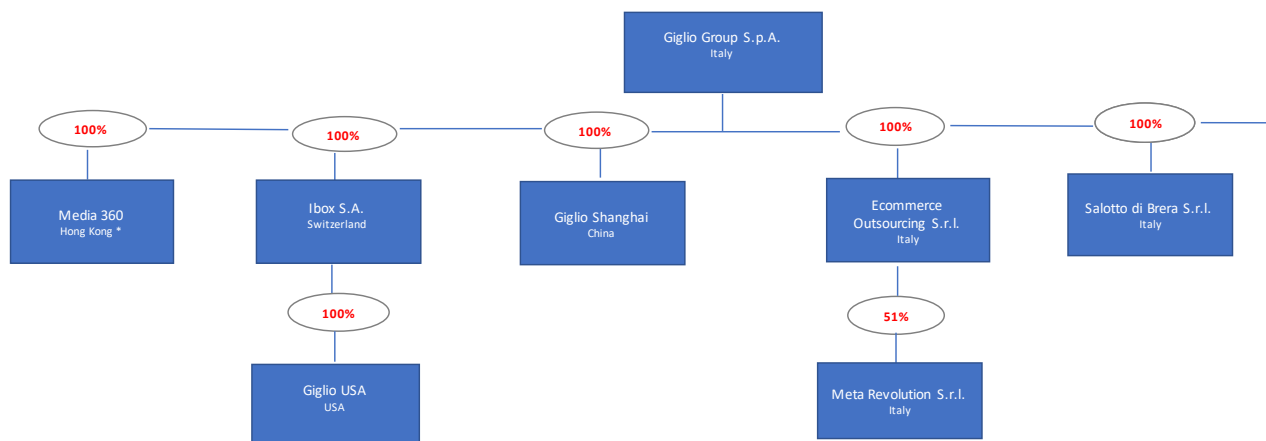 Giglio Group S.p.A.
Italy
100%
100%
100%
100%
100%
Media 360
Hong Kong *
Ibox S.A.
Switzerland
Giglio Shanghai
China
Ecommerce
Outsourcing S.r.l.
Italy
Salotto di Brera S.r.l.
Italy
100%
51%
Giglio USA
USA
Meta Revolution S.r.l.
Italy